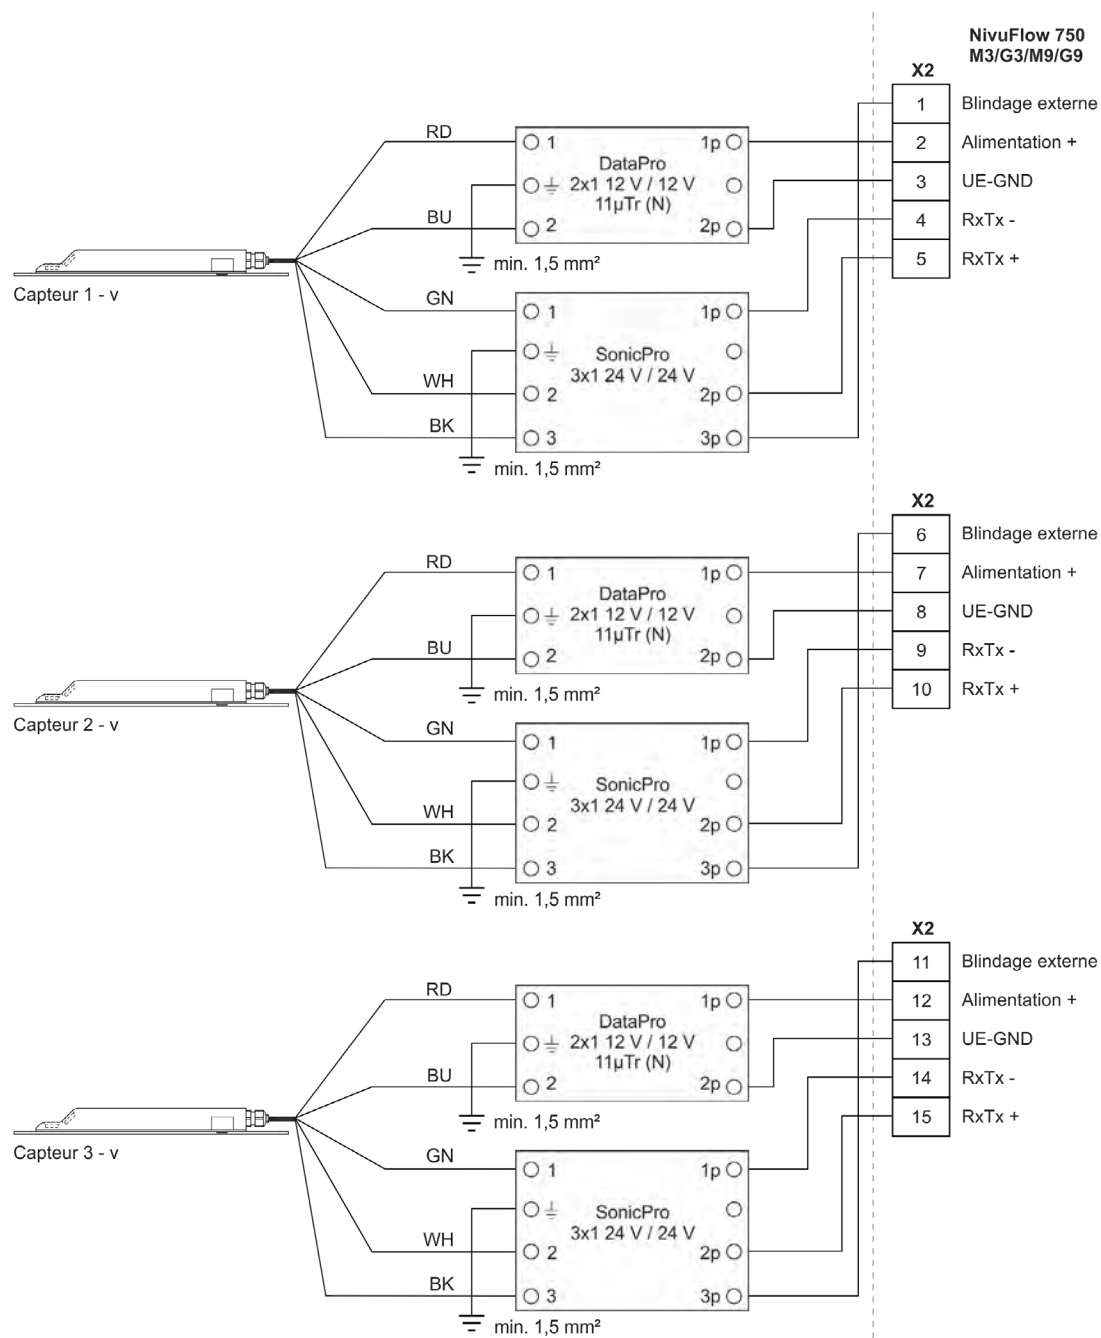 NivuFlow 750
M3/G3/M9/G9
X2
1 Blindage externe
RD
1 1p 2 Alimentation +
DataPro
2x1 12 V / 12 V 3 UE-GND
11µTr (N)
BU 2 2p 4 RxTx -
min. 1,5 mm² 5 RxTx +
Capteur 1 - v
GN 1 1p
SonicPro
3x1 24 V / 24 V
WH 2 2p
BK 3 3p
min. 1,5 mm²
X2
6 Blindage externe
RD
1 1p 7 Alimentation +
DataPro
2x1 12 V / 12 V 8 UE-GND
11µTr (N)
BU 2 2p 9 RxTx -
min. 1,5 mm² 10 RxTx +
Capteur 2 - v
GN 1 1p
SonicPro
3x1 24 V / 24 V
WH 2 2p
BK 3 3p
min. 1,5 mm²
X2
11 Blindage externe
RD
1 1p 12 Alimentation +
DataPro
2x1 12 V / 12 V 13 UE-GND
11µTr (N)
BU 2 2p 14 RxTx -
min. 1,5 mm² 15 RxTx +
Capteur 3 - v
GN 1 1p
SonicPro
3x1 24 V / 24 V
WH 2 2p
BK 3 3p
min. 1,5 mm²